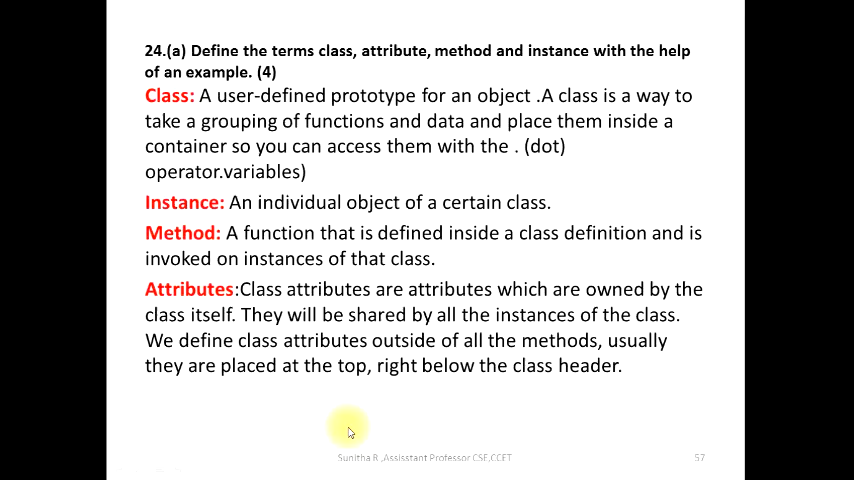 24.(a) Define the terms class, attribute, method and instance with the help
of an example. (4)
Class: A user-defined prototype for an object .A class is a way to
take a grouping of functions and data and place them inside a
container so you can access them with the . (dot)
operator.variables)
Instance: An individual object of a certain class.
Method: A function that is defined inside a class definition and is
invoked on instances of that class.
Attributes:Class attributes are attributes which are owned by the
class itself. They will be shared by all the instances of the class.
We define class attributes outside of all the methods, usually
they are placed at the top, right below the class header.
Sunitha R ,Assisstant Professor CSE,CCET
57